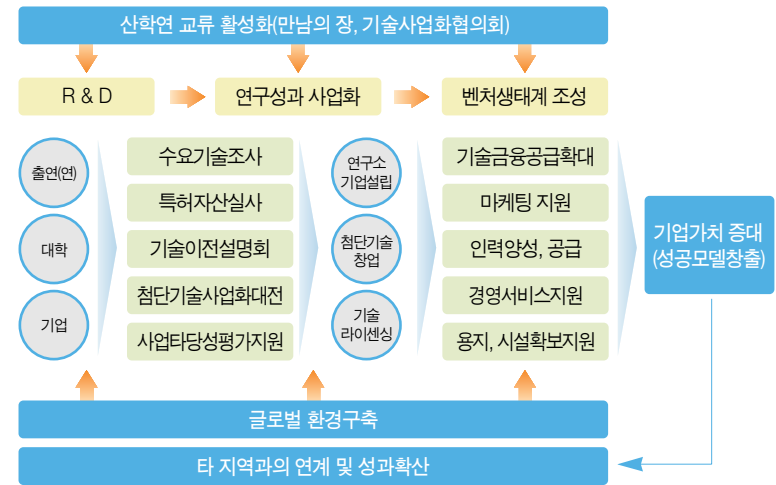 산학연 교류 활성화(만남의 장, 기술사업화협의회)
R & D
연구성과 사업화
벤처생태계 조성
출연(연)
대학
기업
수요기술조사
특허자산실사
기술이전설명회
첨단기술사업화대전
사업타당성평가지원
연구소
기업설립
첨단기술
창업
기술
라이센싱
기술금융공급확대
마케팅 지원
인력양성, 공급
경영서비스지원
용지, 시설확보지원
기업가치 증대
(성공모델창출)
글로벌 환경구축
타 지역과의 연계 및 성과확산